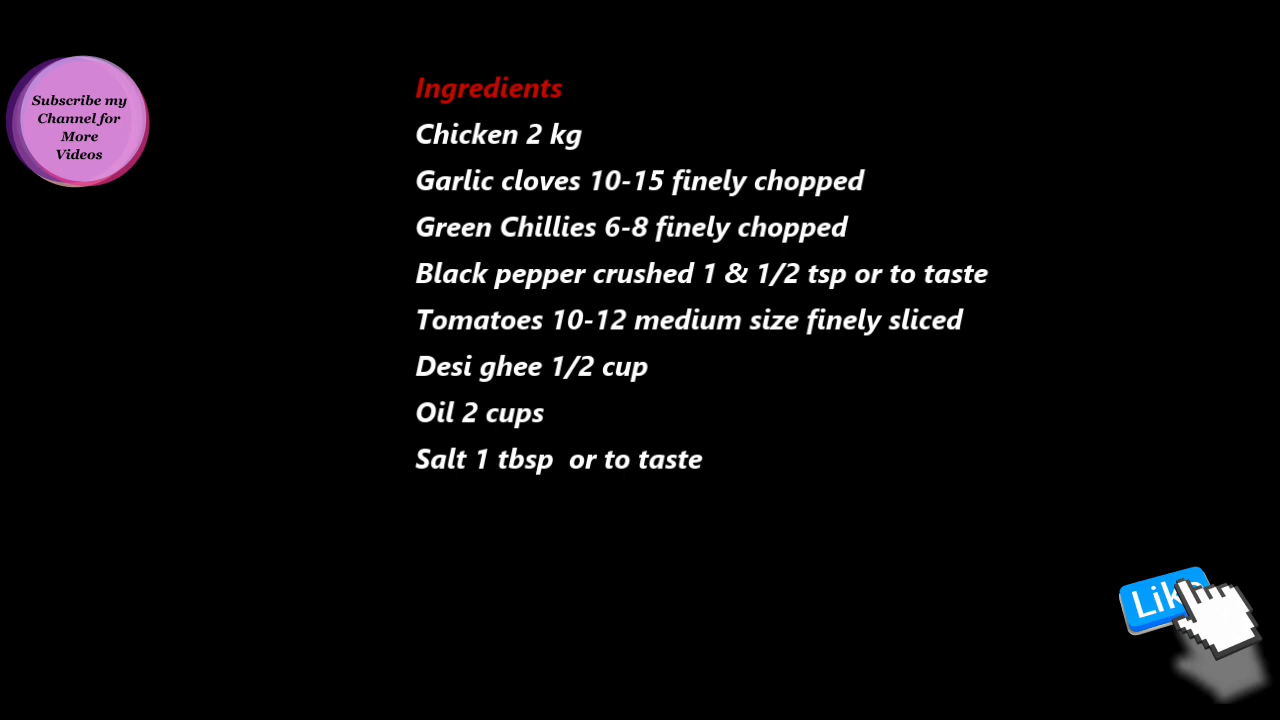 Subscribe my
Channel for
More
Videos
Ingredients
Chicken 2 kg
Garlic cloves 10-15 finely chopped
Green Chillies 6-8 finely chopped
Black pepper crushed 1 & 1/2 tsp or to taste
Tomatoes 10-12 medium size finely sliced
Desi ghee 1/2 cup
Oil 2 cups
Salt 1 tbsp  or to taste